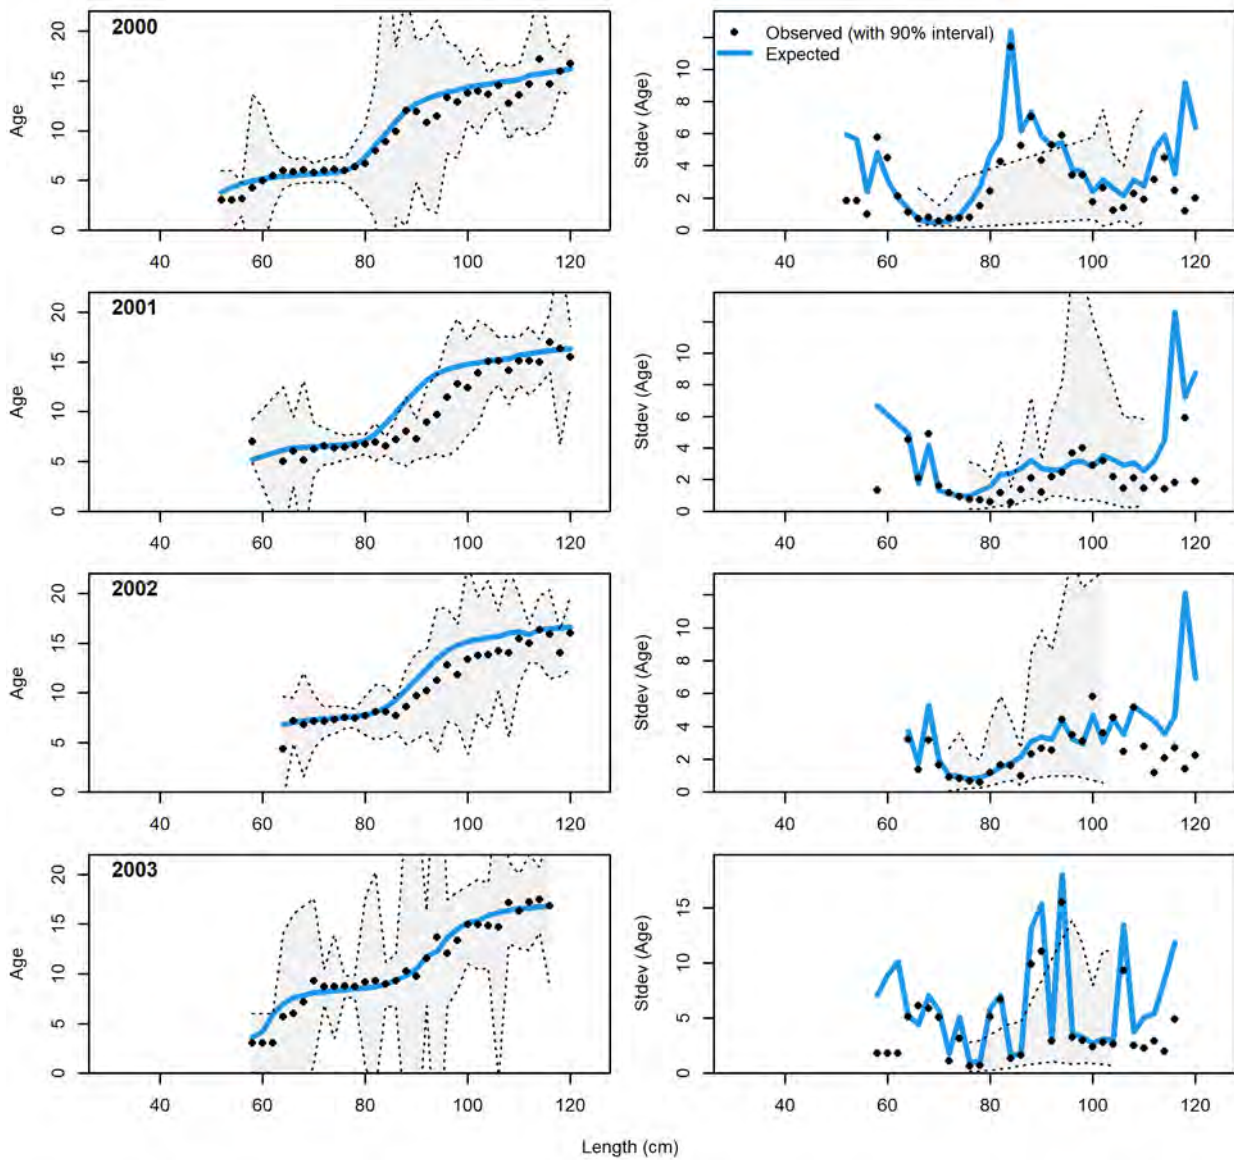 2000
Age
0 5 10 15 20
40 60 80 100 120
Observed (with 90% interval)
Expected
Stdev (Age)
0 2 4 6 8 10
40 60 80 100 120
2001
Age
0 5 10 15 20
40 60 80 100 120
Stdev (Age)
0 2 4 6 8 10
40 60 80 100 120
2002
Age
0 5 10 15 20
40 60 80 100 120
Stdev (Age)
0 2 4 6 8 10
40 60 80 100 120
2003
Age
0 5 10 15 20
40 60 80 100 120
Stdev (Age)
0 5 10 15
40 60 80 100 120
Length (cm)